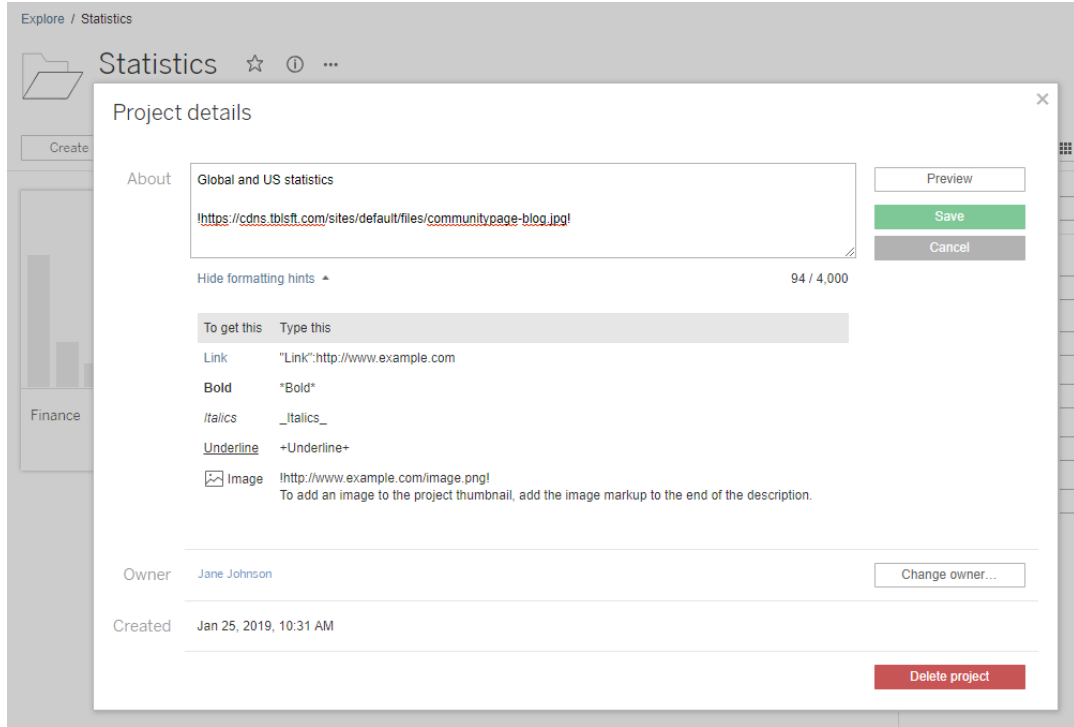 Explore / Statistics
Statistics
Project details
Create
About
Global and US statistics
!https://cdns.tblsft.com/sites/default/files/communitypage-blog.jpg!
Preview
Save
Cancel
Hide formatting hints
94 / 4,000
To get this Type this
Link "Link":http://www.example.com
Bold *Bold*
Italics _Italics_
Underline +Underline+
Image !http://www.example.com/image.png!
To add an image to the project thumbnail, add the image markup to the end of the description.
Finance
Owner Jane Johnson Change owner...
Created Jan 25, 2019, 10:31 AM
Delete project